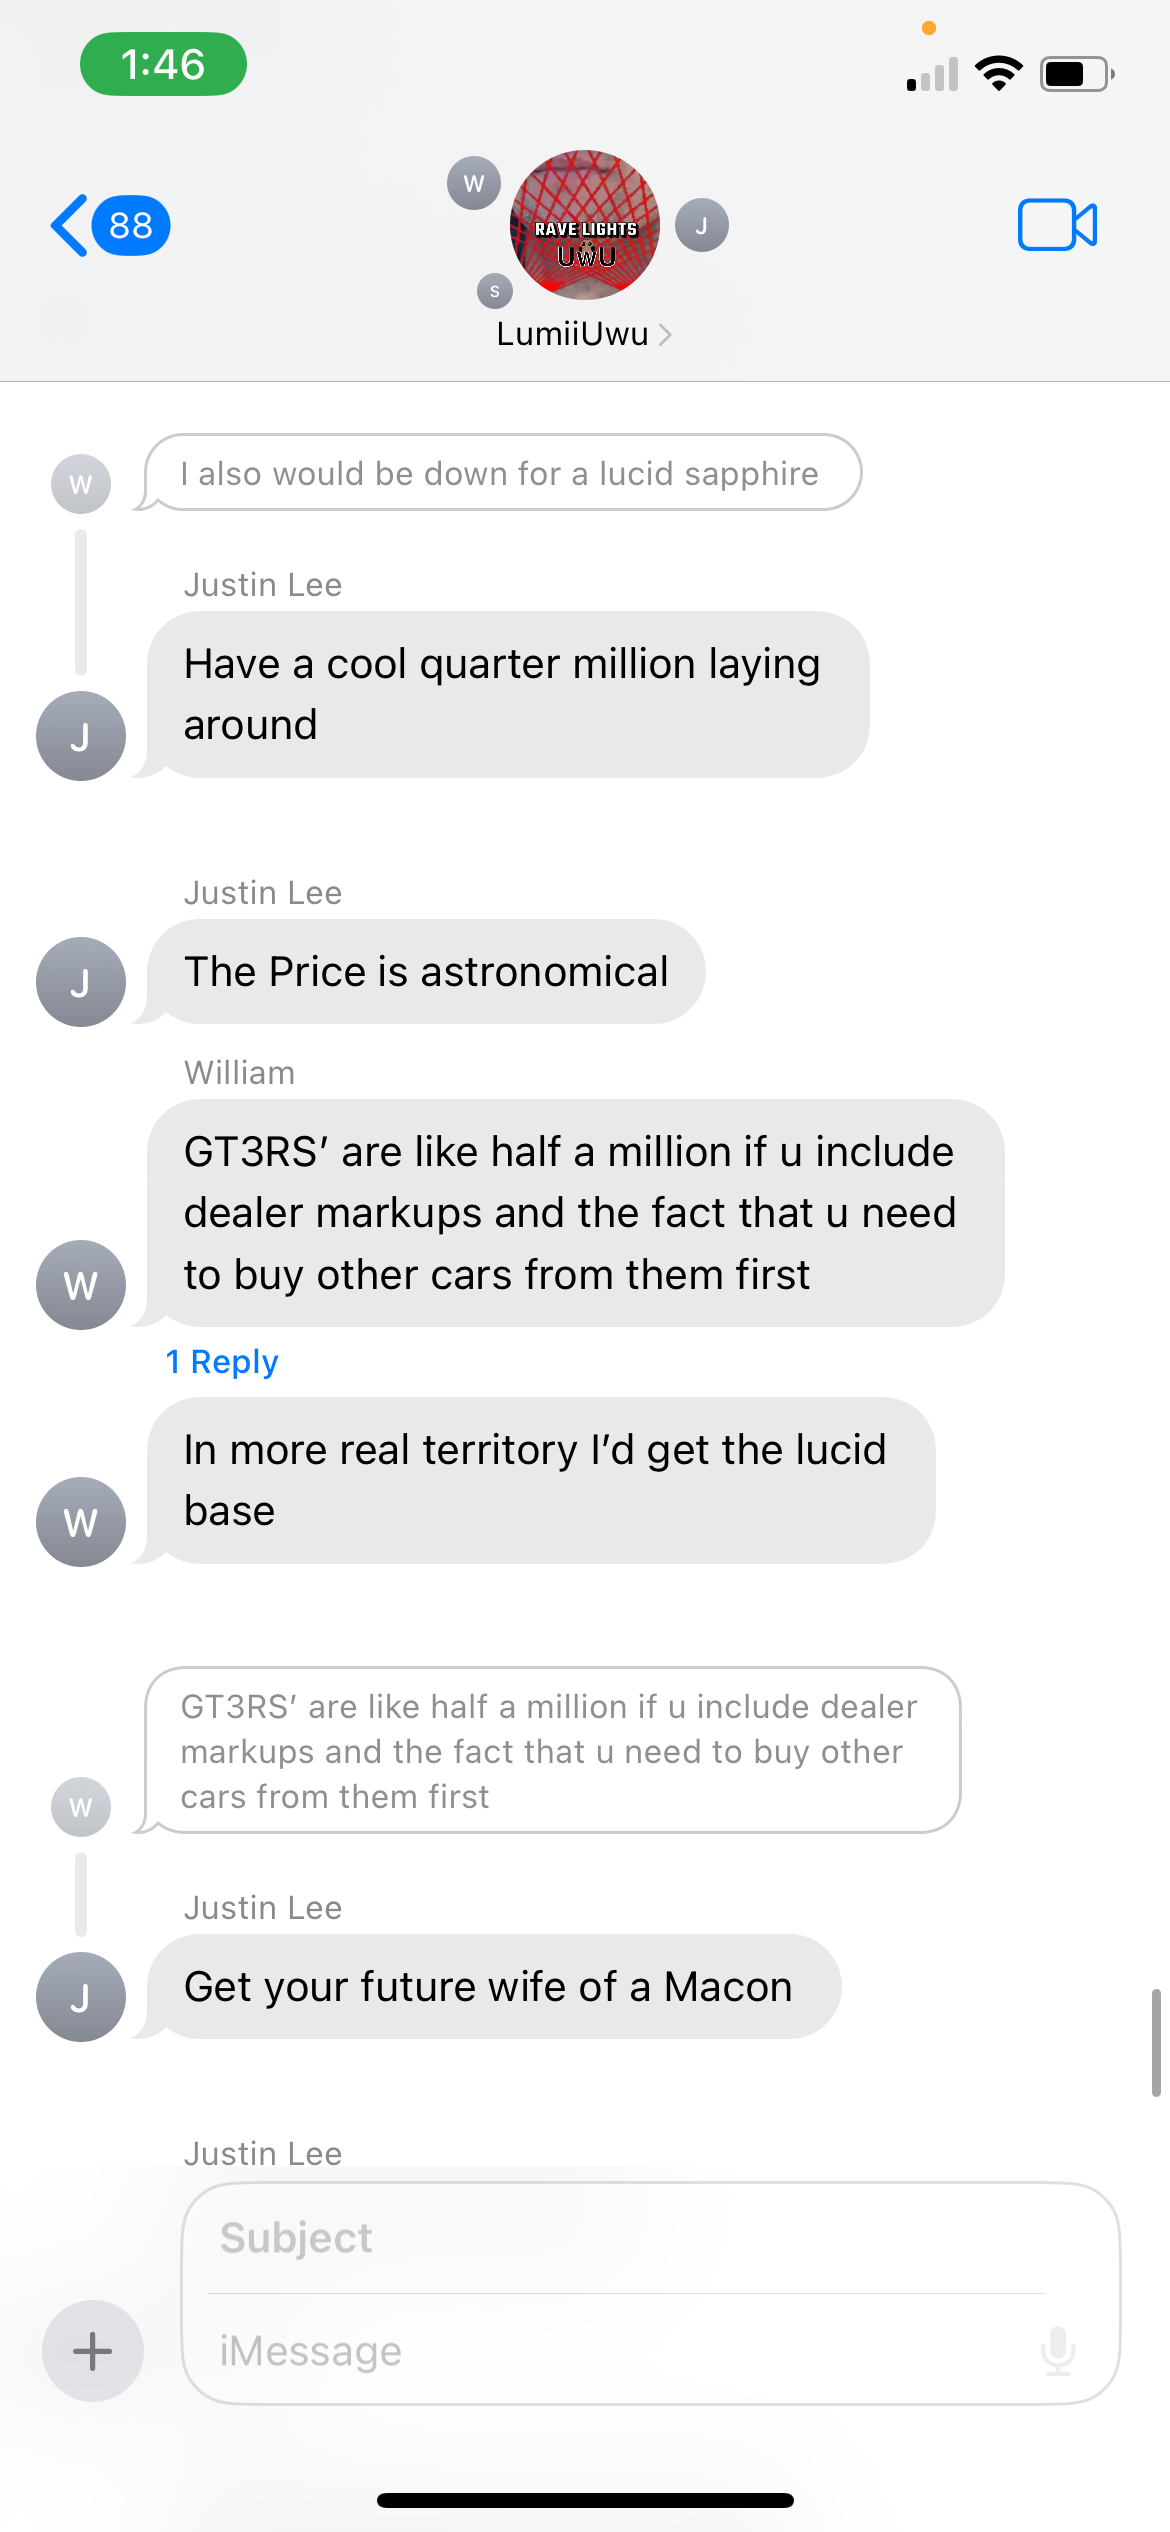 1:46
88
W
RAVE LIGHTS
UWU
J
S
LumiiUwu
I also would be down for a lucid sapphire
W
Justin Lee
Have a cool quarter million laying
around
J
Justin Lee
The Price is astronomical
J
William
GT3RS’ are like half a million if u include
dealer markups and the fact that u need
to buy other cars from them first
W
1 Reply
In more real territory I’d get the lucid
base
W
GT3RS’ are like half a million if u include dealer
markups and the fact that u need to buy other
cars from them first
W
Justin Lee
Get your future wife of a Macon
J
Justin Lee
Subject
iMessage